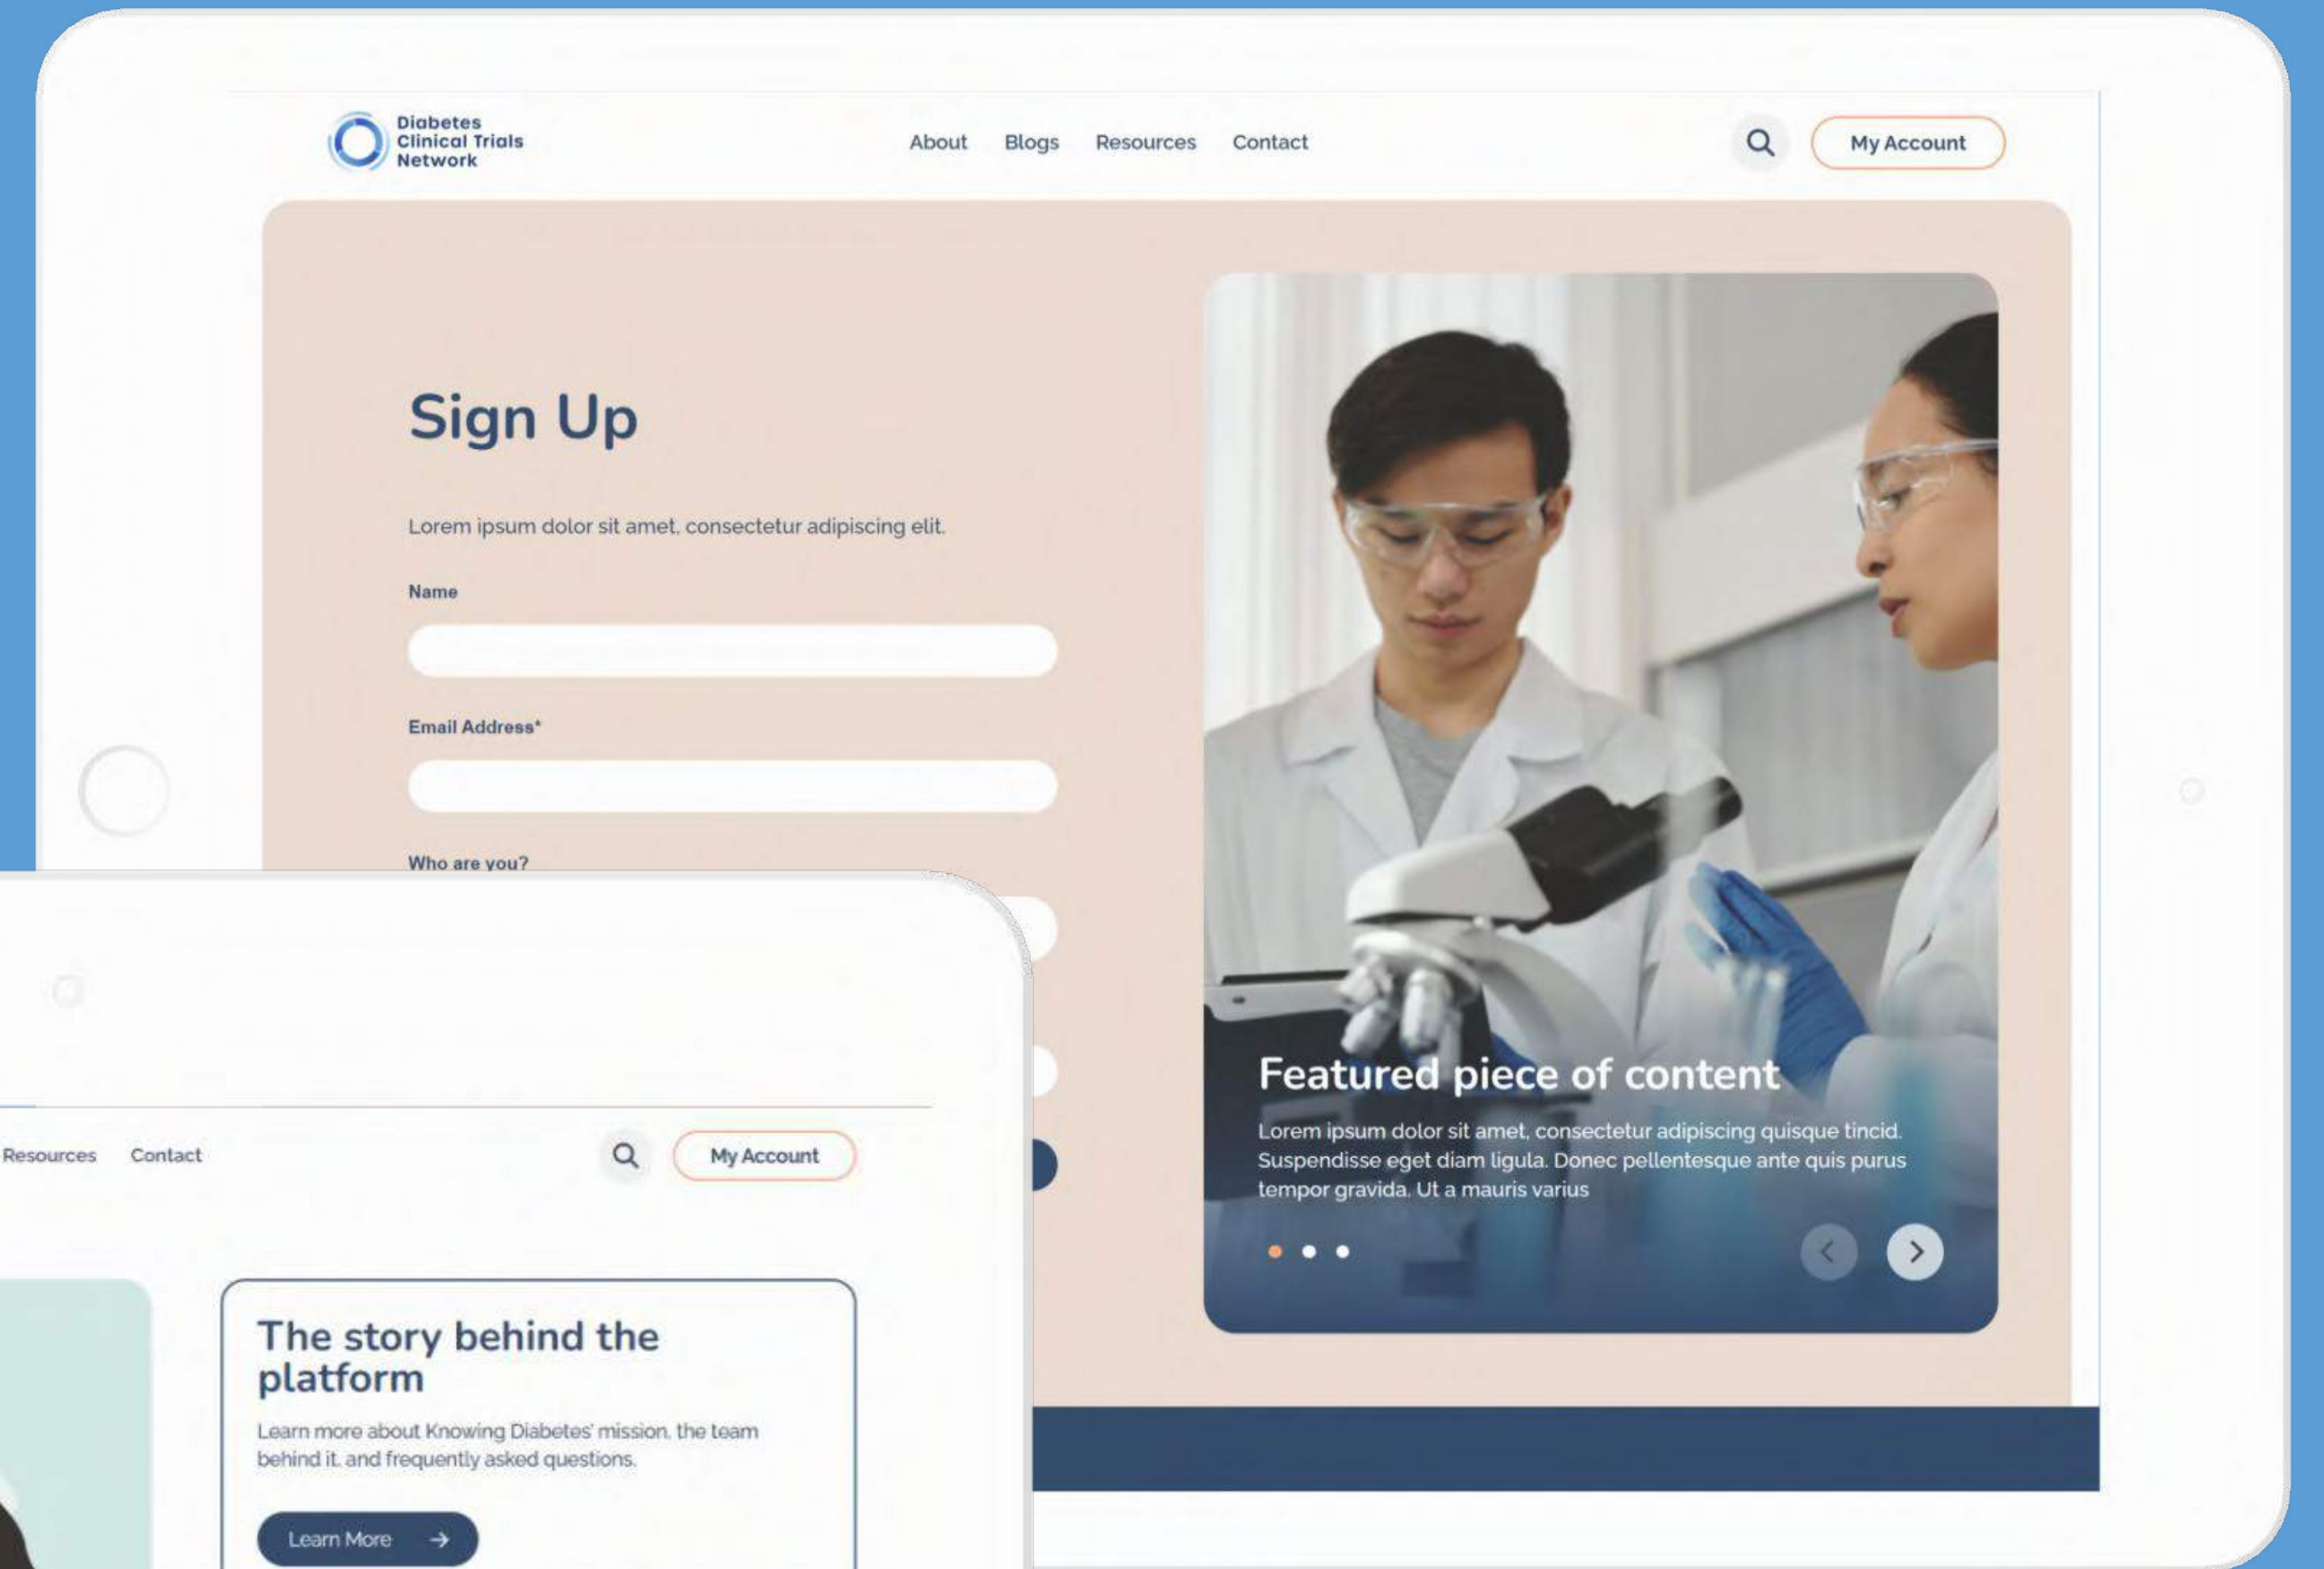 Diabetes
Clinical Trials
Network
About Blogs Resources Contact
My Account
Sign Up
Lorem ipsum dolor sit amet, consectetur adipiscing elit.
Name
Email Address*
Who are you?
Featured piece of content
Lorem ipsum dolor sit amet, consectetur adipiscing quisque tincid.
Suspendisse eget diam ligula. Donec pellentesque ante quis purus
tempor gravida. Ut a mauris varius
Resources Contact
My Account
The story behind the
platform
Learn more about Knowing Diabetes' mission, the team
behind it, and frequently asked questions.
Learn More